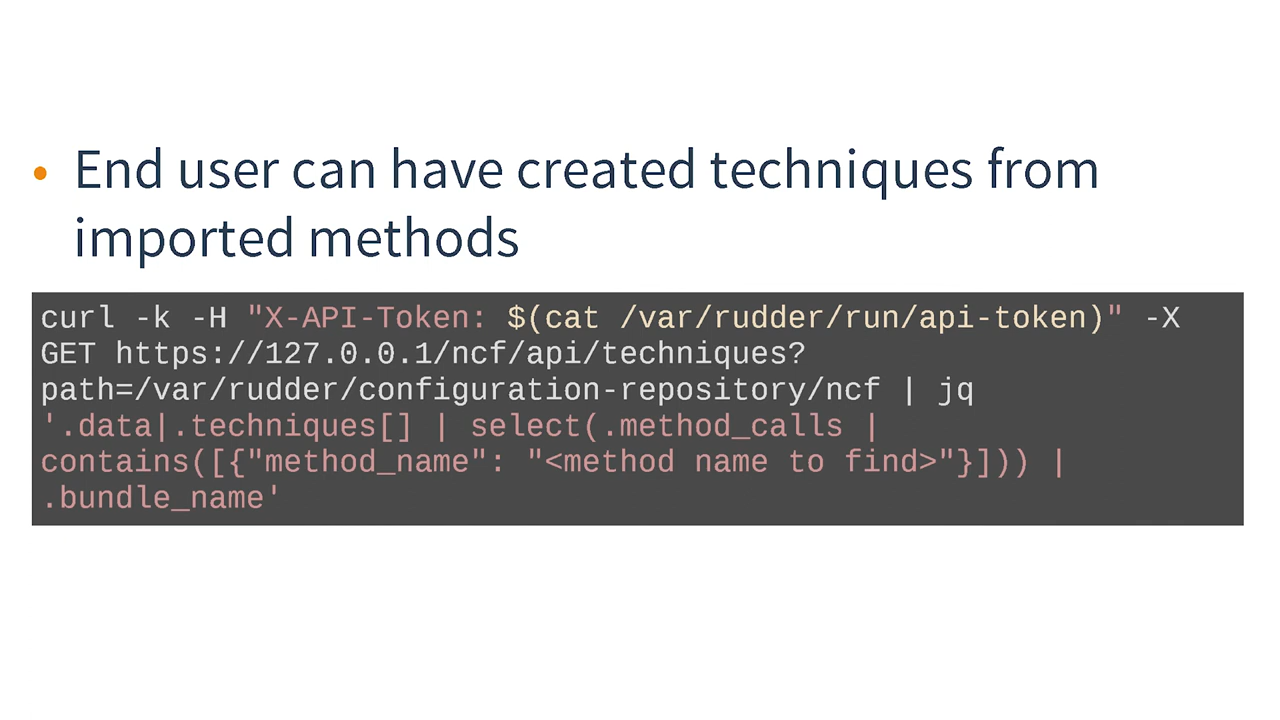 • End user can have created techniques from
imported methods
curl -k -H "X-API-Token: $(cat /var/rudder/run/api-token)" -X
GET https://127.0.0.1/ncf/api/techniques?
path=/var/rudder/configuration-repository/ncf | jq
'.data|.techniques[] | select(.method_calls |
contains([{"method_name": "<method name to find>"}])) |
.bundle_name'